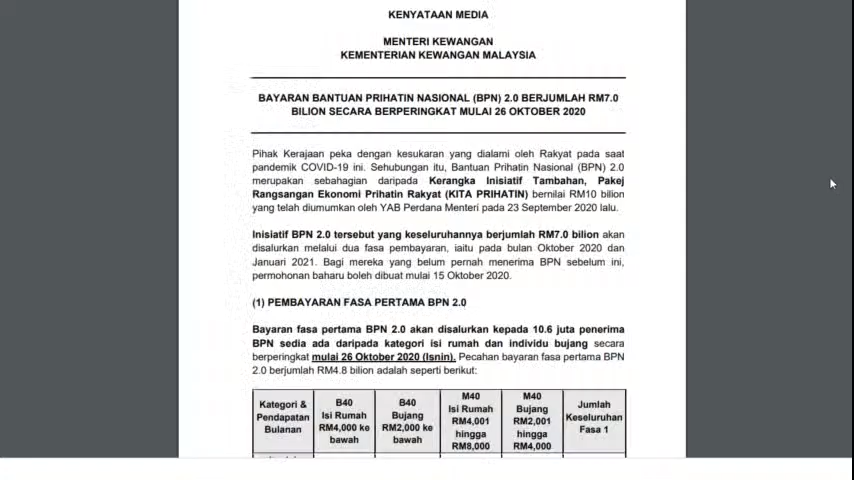 KENYATAAN MEDIA
MENTERI KEWANGAN
KEMENTERIAN KEWANGAN MALAYSIA
BAYARAN BANTUAN PRIHATIN NASIONAL (BPN) 2.0 BERJUMLAH RM7.0
BILION SECARA BERPERINGKAT MULAI 26 OKTOBER 2020
Pihak Kerajaan peka dengan kesukaran yang dialami oleh Rakyat pada saat
pandemik COVID-19 ini. Sehubungan itu, Bantuan Prihatin Nasional (BPN) 2.0
merupakan sebahagian daripada Kerangka Inisiatif Tambahan, Pakej
Rangsangan Ekonomi Prihatin Rakyat (KITA PRIHATIN) bernilai RM10 bilion
yang telah diumumkan oleh YAB Perdana Menteri pada 23 September 2020 lalu.
Inisiatif BPN 2.0 tersebut yang keseluruhannya berjumlah RM7.0 bilion akan
disalurkan melalui dua fasa pembayaran, iaitu pada bulan Oktober 2020 dan
Januari 2021. Bagi mereka yang belum pernah menerima BPN sebelum ini,
permohonan baharu boleh dibuat mulai 15 Oktober 2020.
(1) PEMBAYARAN FASA PERTAMA BPN 2.0
Bayaran fasa pertama BPN 2.0 akan disalurkan kepada 10.6 juta penerima
BPN sedia ada daripada kategori isi rumah dan individu bujang secara
berperingkat mulai 26 Oktober 2020 (Isnin). Pecahan bayaran fasa pertama BPN
2.0 berjumlah RM4.8 bilion adalah seperti berikut:
Kategori & Pendapatan Bulanan
B40 Isi Rumah RM4,000 ke bawah
B40 Bujang RM2,000 ke bawah
M40 Isi Rumah RM4,001 hingga RM8,000
M40 Bujang RM2,001 hingga RM4,000
Jumlah Keseluruhan Fasa 1